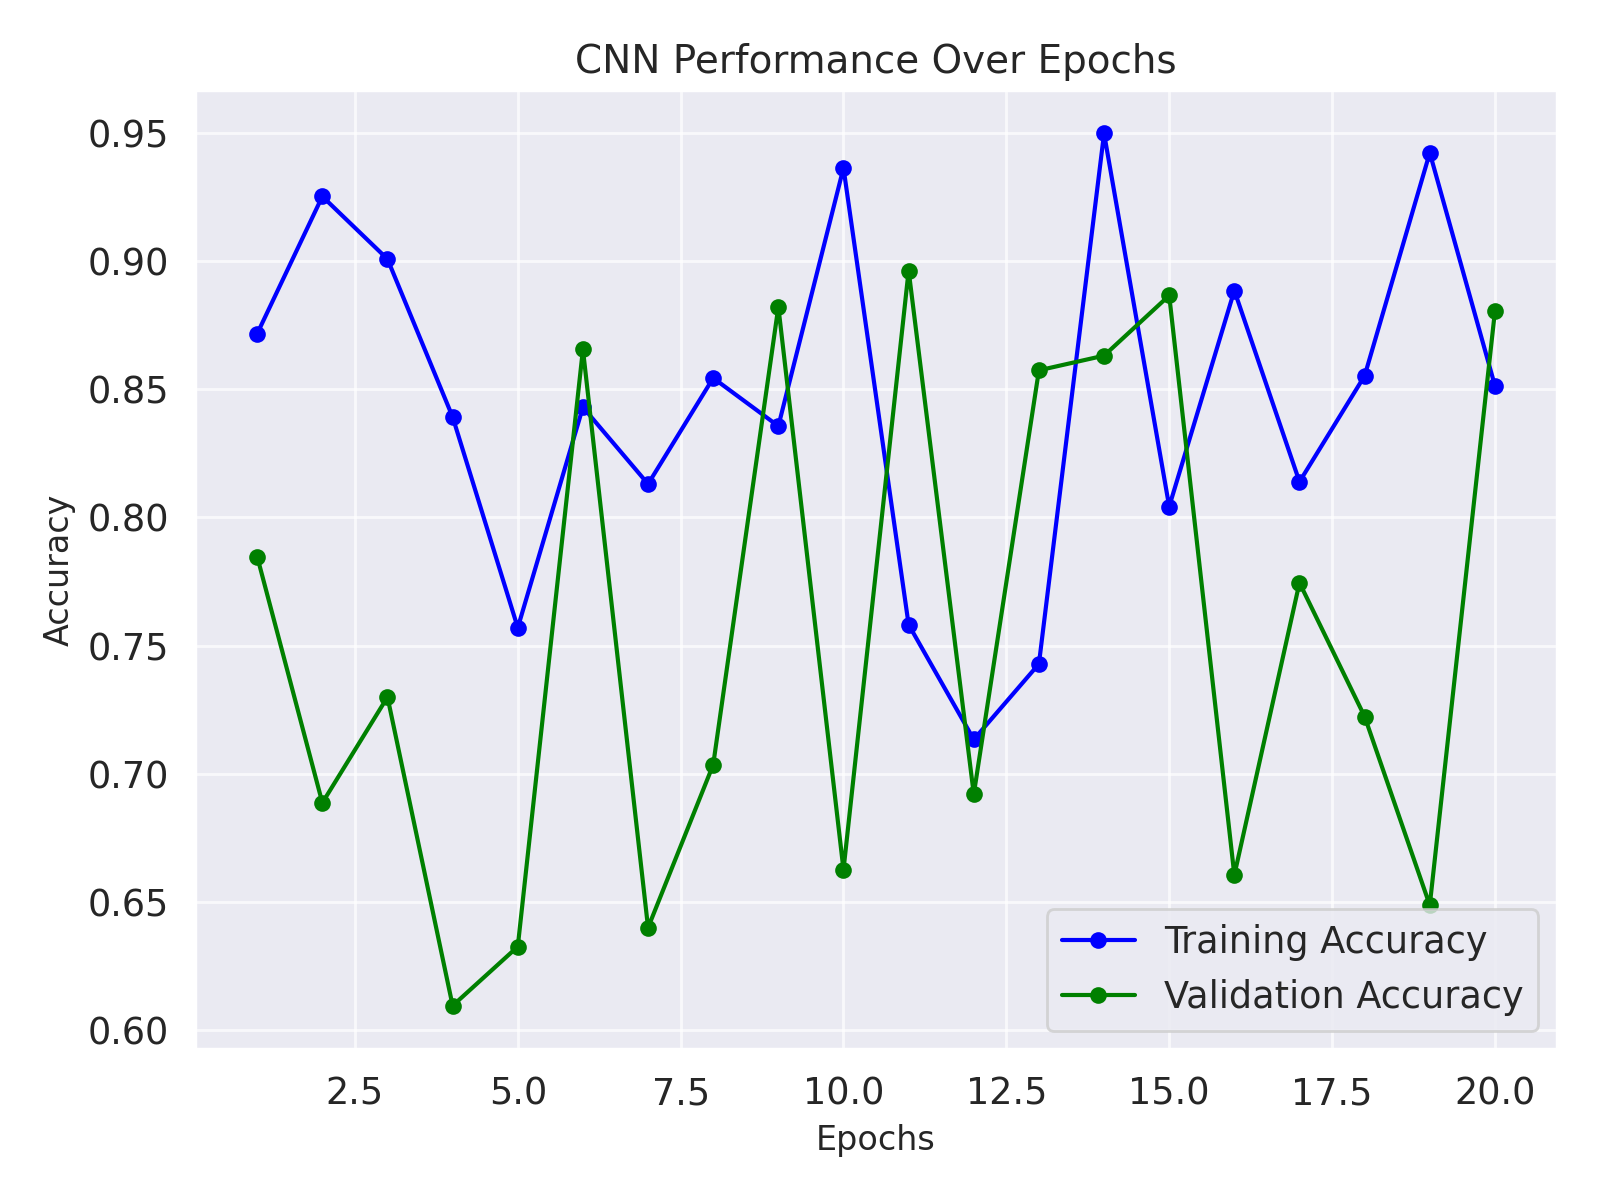 CNN Performance Over Epochs
0.95
0.90
0.85
0.80
0.75
0.70
0.65
0.60
Accuracy
Training Accuracy
Validation Accuracy
2.5 5.0 7.5 10.0 12.5 15.0 17.5 20.0
Epochs